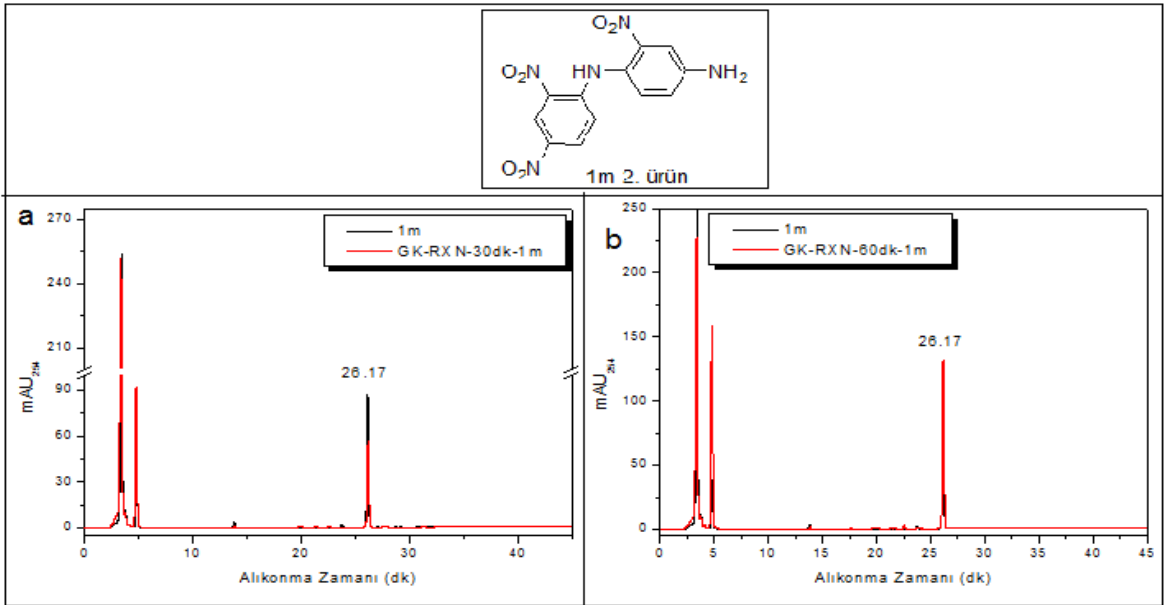 O₂N
NO₂
HN
NH₂
O₂N
1m 2. ürün
a
270
240
210
90
60
30
0
mAU₂₅₄
1m
GK-RXN-30dk-1m
26.17
0 10 20 30 40
Alıkonma Zamanı (dk)
b
250
200
150
100
50
0
mAU₂₅₄
1m
GK-RXN-60dk-1m
26.17
0 5 10 15 20 25 30 35 40 45
Alıkonma Zamanı (dk)